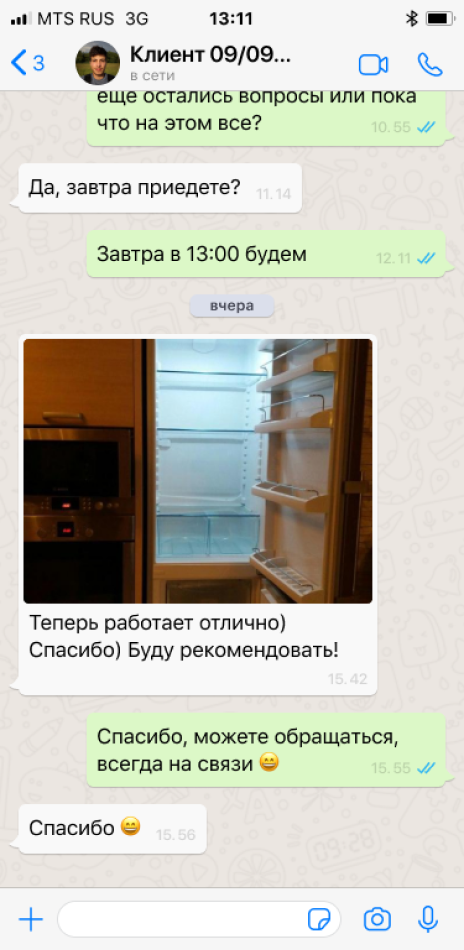 MTS RUS 3G 13:11
3 Клиент 09/09...
в сети
еще остались вопросы или пока
что на этом все?
10.55
Да, завтра приедете?
11.14
Завтра в 13:00 будем
12.11
вчера
Теперь работает отлично)
Спасибо) Буду рекомендовать!
15.42
Спасибо, можете обращаться,
всегда на связи 😄
15.55
Спасибо 😄
15.56